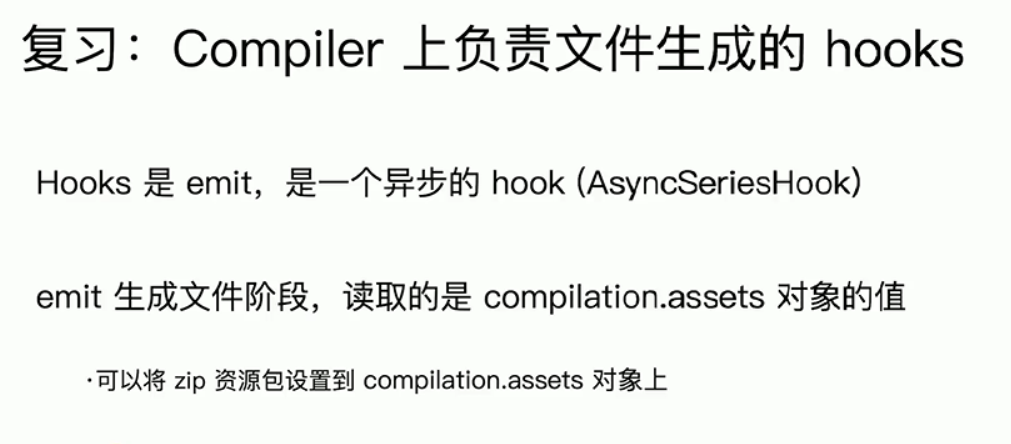 复习：Compiler 上负责文件生成的 hooks
Hooks 是 emit，是一个异步的 hook (AsyncSeriesHook)
emit 生成文件阶段，读取的是 compilation.assets 对象的值
·可以将 zip 资源包设置到 compilation.assets 对象上